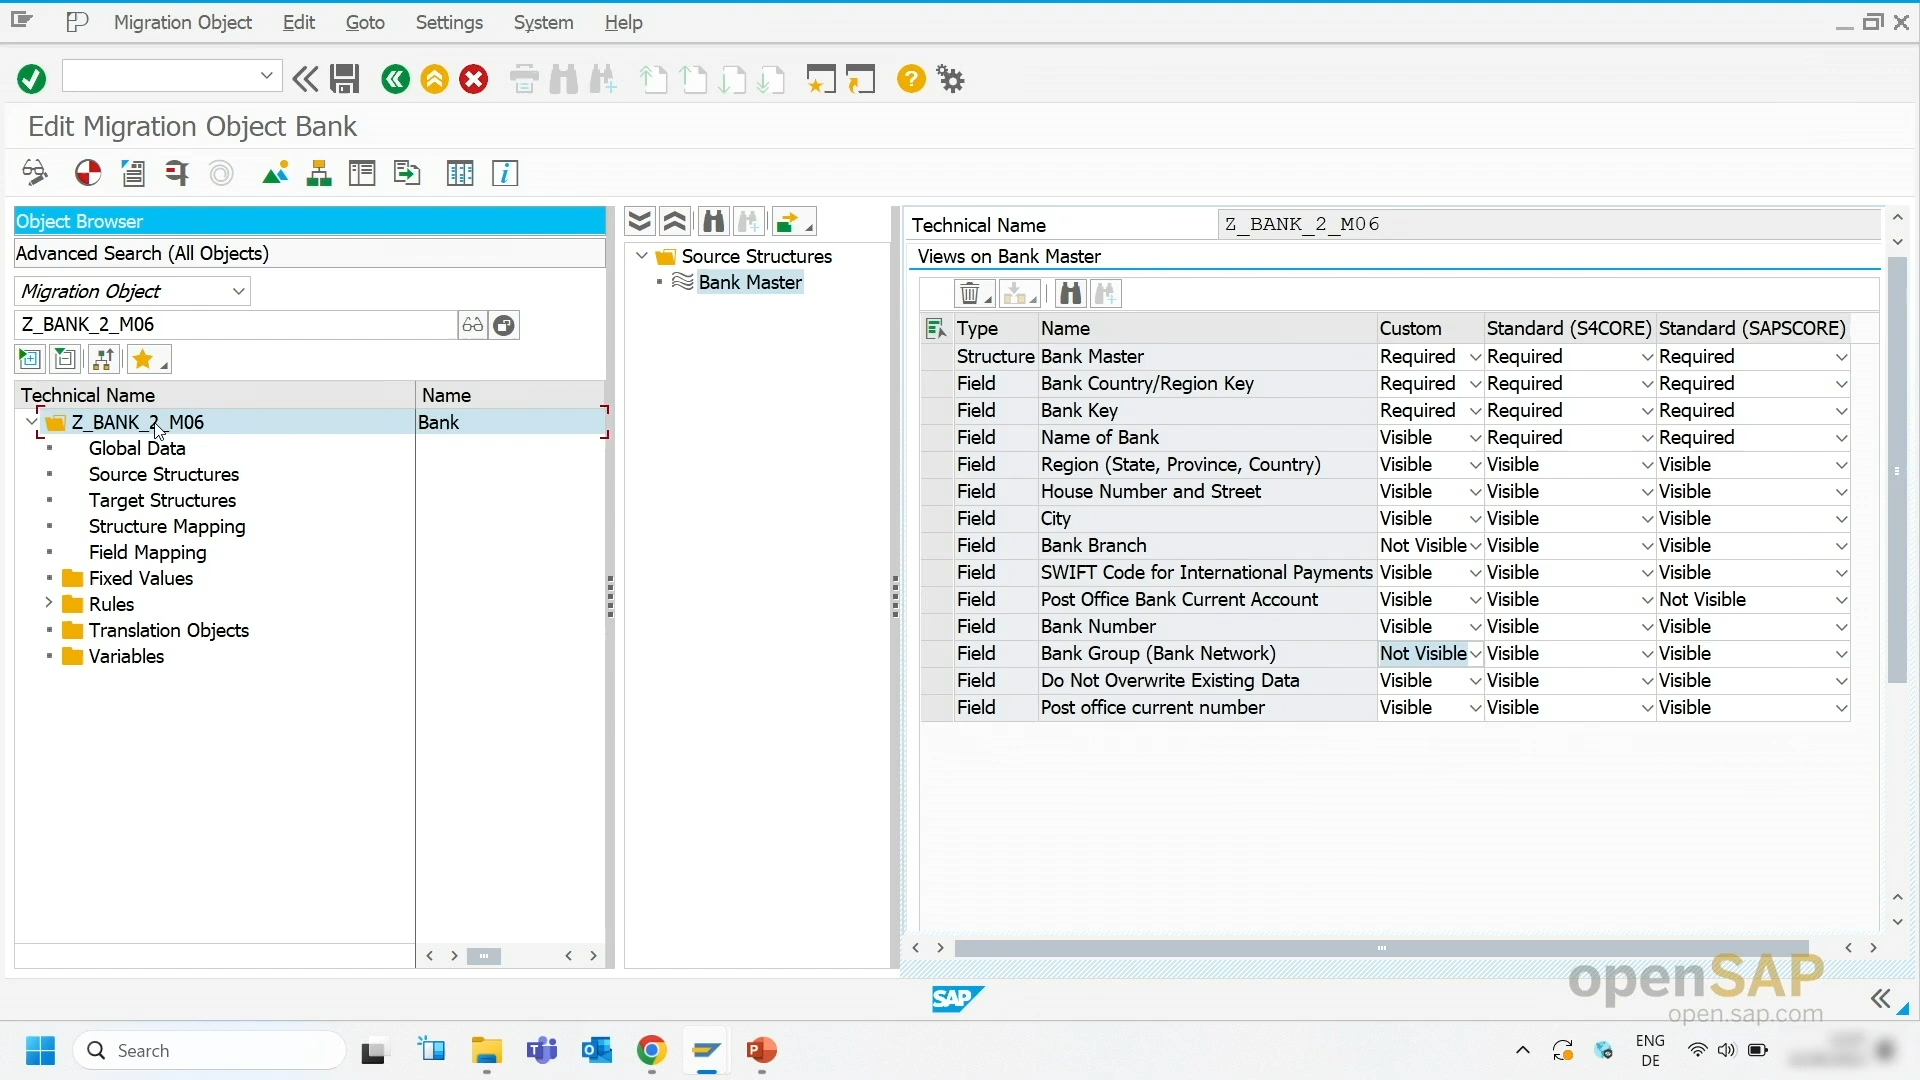 Migration Object Edit Goto Settings System Help
Edit Migration Object Bank
Object Browser
Advanced Search (All Objects)
Migration Object
Z_BANK_2_M06
Technical Name Name
Z_BANK_2_M06 Bank
Global Data
Source Structures
Target Structures
Structure Mapping
Field Mapping
Fixed Values
Rules
Translation Objects
Variables
Source Structures
Bank Master
Technical Name Z_BANK_2_M06
Views on Bank Master
Type Name Custom Standard (S4CORE) Standard (SAPSCORE)
Structure Bank Master Required Required Required
Field Bank Country/Region Key Required Required Required
Field Bank Key Required Required Required
Field Name of Bank Visible Required Required
Field Region (State, Province, Country) Visible Visible Visible
Field House Number and Street Visible Visible Visible
Field City Visible Visible Visible
Field Bank Branch Not Visible Visible Visible
Field SWIFT Code for International Payments Visible Visible Visible
Field Post Office Bank Current Account Visible Visible Not Visible
Field Bank Number Visible Visible Visible
Field Bank Group (Bank Network) Not Visible Visible Visible
Field Do Not Overwrite Existing Data Visible Visible Visible
Field Post office current number Visible Visible Visible
SAP
openSAP
open.sap.com
Search
ENG
DE